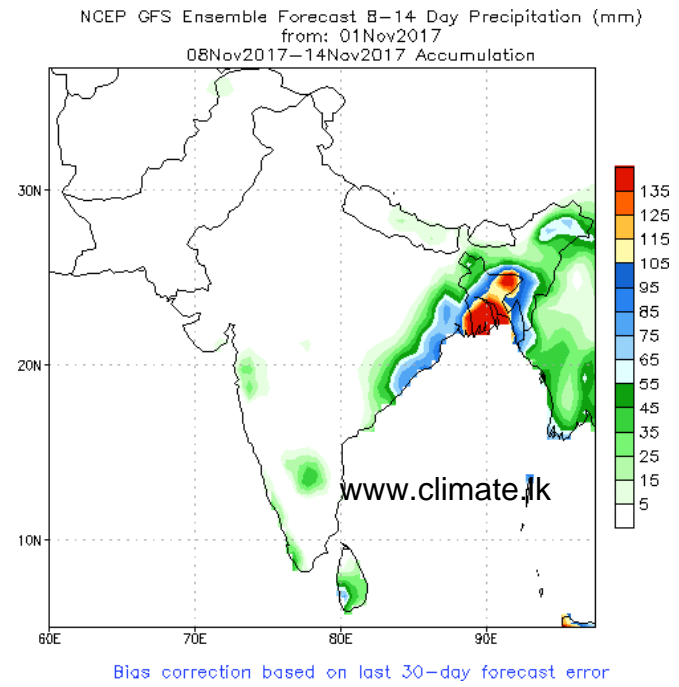 NCEP GFS Ensemble Forecast 8-14 Day Precipitation (mm)
from: 01Nov2017
08Nov2017-14Nov2017 Accumulation
30N
20N
10N
60E 70E 80E 90E
135
125
115
105
95
85
75
65
55
45
35
25
15
5
www.climate.lk
Bias correction based on last 30-day forecast error